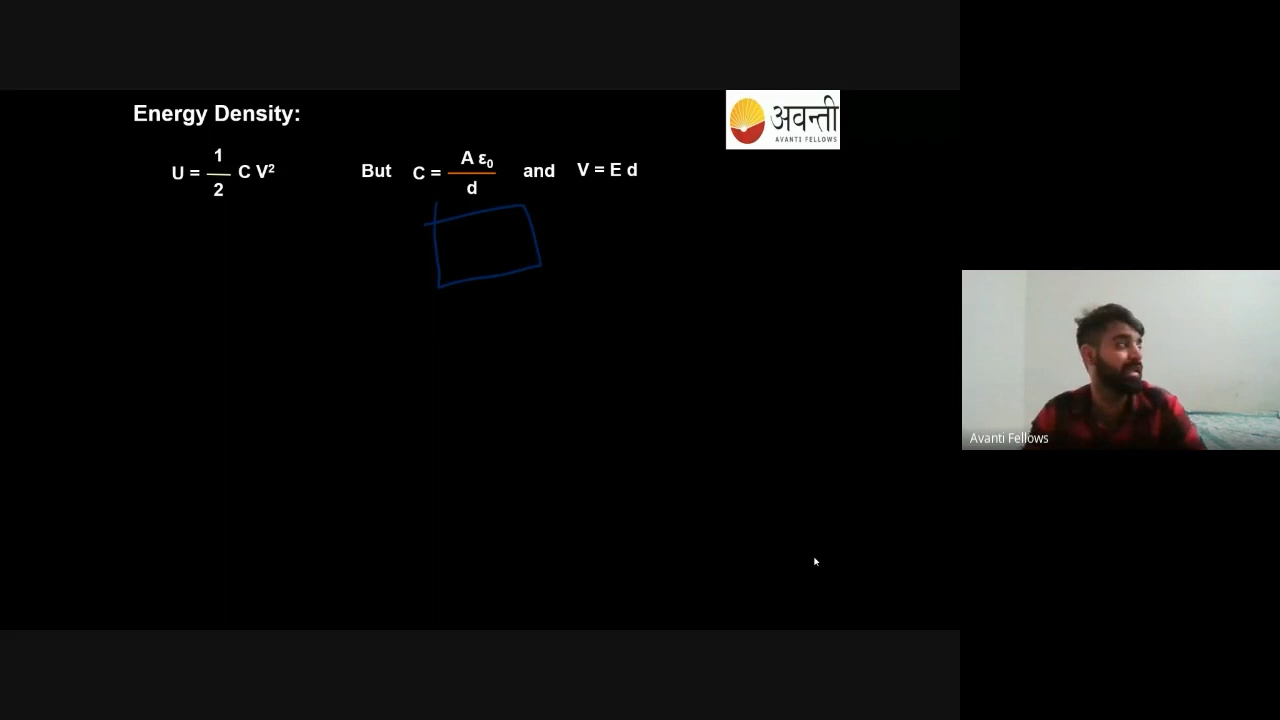 Energy Density:
अवन्ती
AVANTI FELLOWS
U = 1/2 C V² But C = A ε₀/d and V = E d
Avanti Fellows